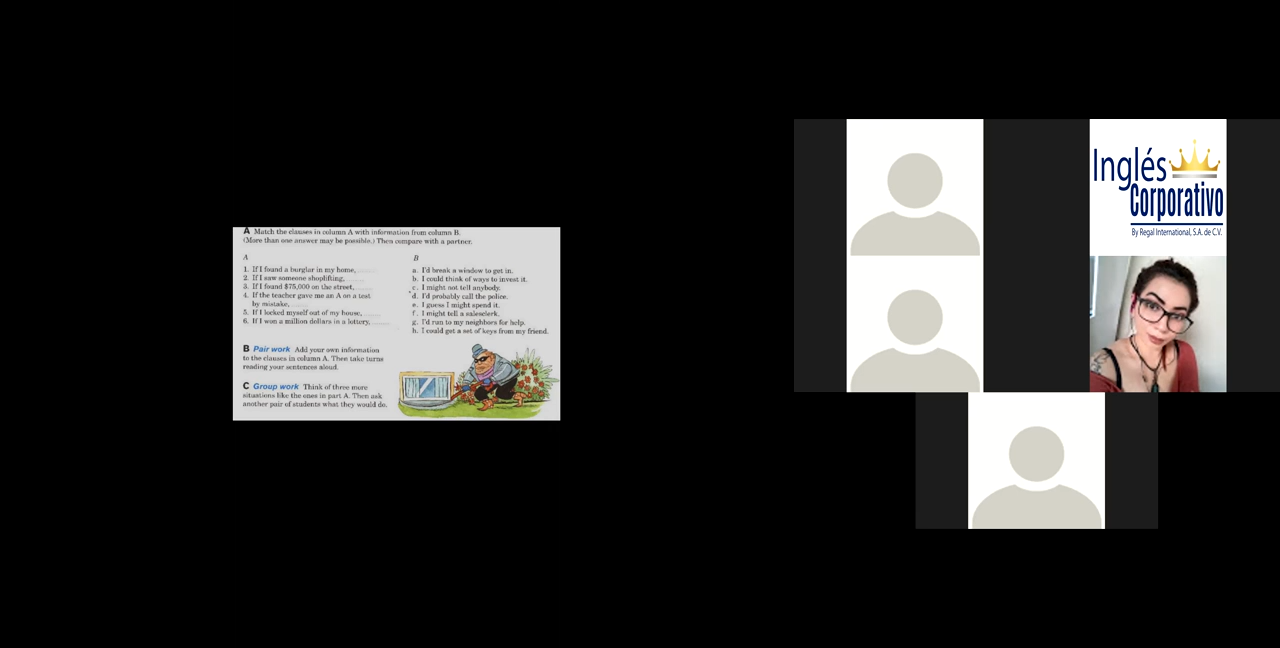 A Match the clauses in column A with information from column B.
(More than one answer may be possible.) Then compare with a partner.
A
1. If I found a burglar in my home,
2. If I saw someone shoplifting,
3. If I found $75,000 on the street,
4. If the teacher gave me an A on a test
by mistake,
5. If I locked myself out of my house,
6. If I won a million dollars in a lottery,
B
a. I'd break a window to get in.
b. I could think of ways to invest it.
c. I might not tell anybody.
d. I'd probably call the police.
e. I guess I might spend it.
f. I might tell a salesclerk.
g. I'd run to my neighbors for help.
h. I could get a set of keys from my friend.
B Pair work Add your own information
to the clauses in column A. Then take turns
reading your sentences aloud.
C Group work Think of three more
situations like the ones in part A. Then ask
another pair of students what they would do.
Inglés
Corporativo
By Regal International, S.A. de C.V.